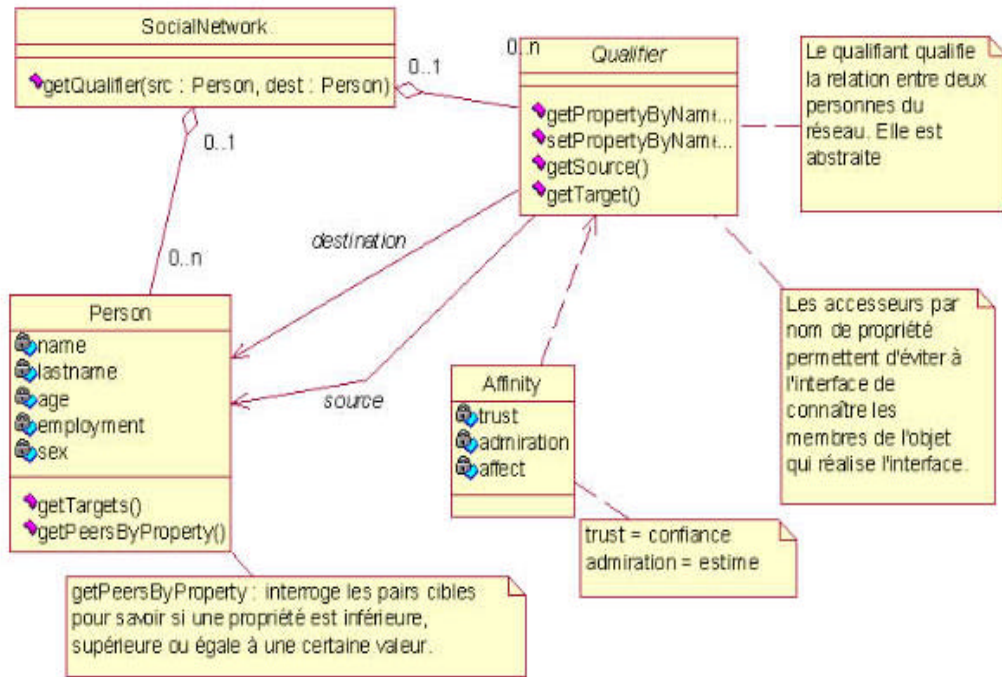 SocialNetwork
getQualifier(src : Person, dest : Person)
0..1
0..n
0..1
0..n
Qualifier
getPropertyByName...
setPropertyByName...
getSource()
getTarget()
Le qualifiant qualifie
la relation entre deux
personnes du
réseau. Elle est
abstraite
destination
source
Person
name
lastname
age
employment
sex
getTargets()
getPeersByProperty()
Affinity
trust
admiration
affect
Les accesseurs par
nom de propriété
permettent d'éviter à
l'interface de
connaître les
membres de l'objet
qui réalise l'interface.
trust = confiance
admiration = estime
getPeersByProperty : interroge les pairs cibles
pour savoir si une propriété est inférieure,
supérieure ou égale à une certaine valeur.